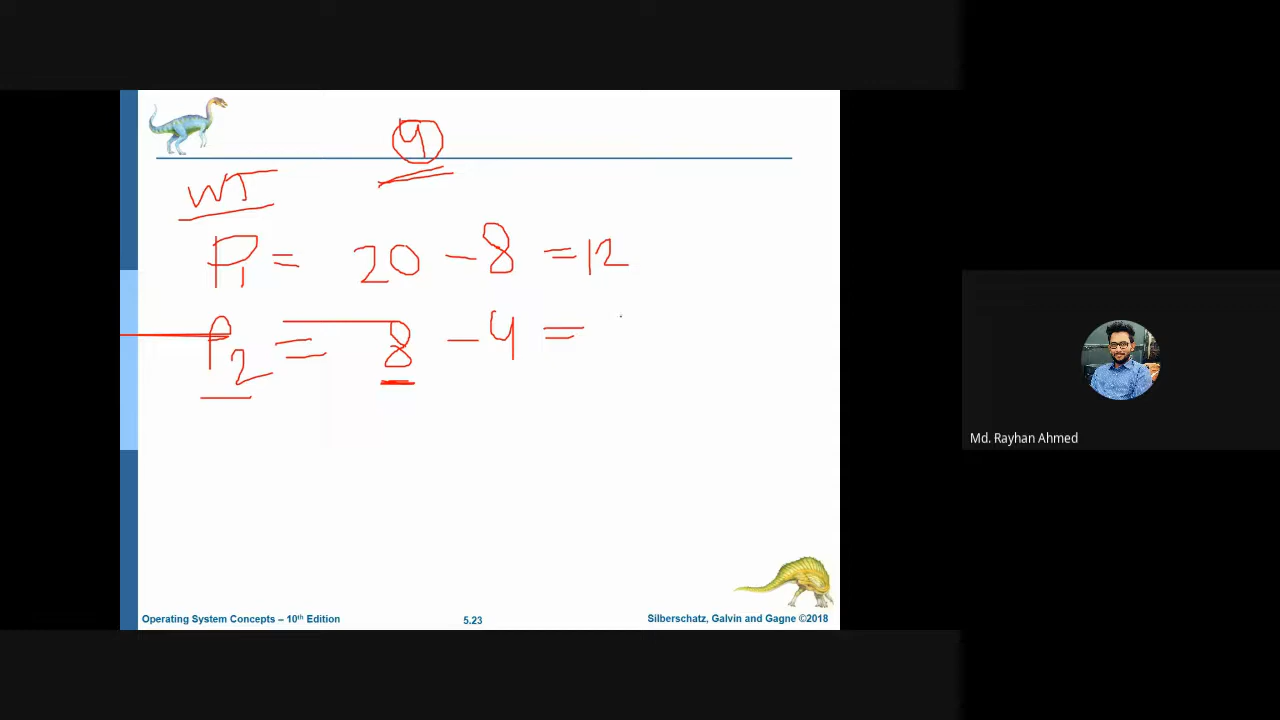 4
WT
P1 = 20 - 8 = 12
P2 = 8 - 4 =
Md. Rayhan Ahmed
Operating System Concepts – 10th Edition
5.23
Silberschatz, Galvin and Gagne ©2018